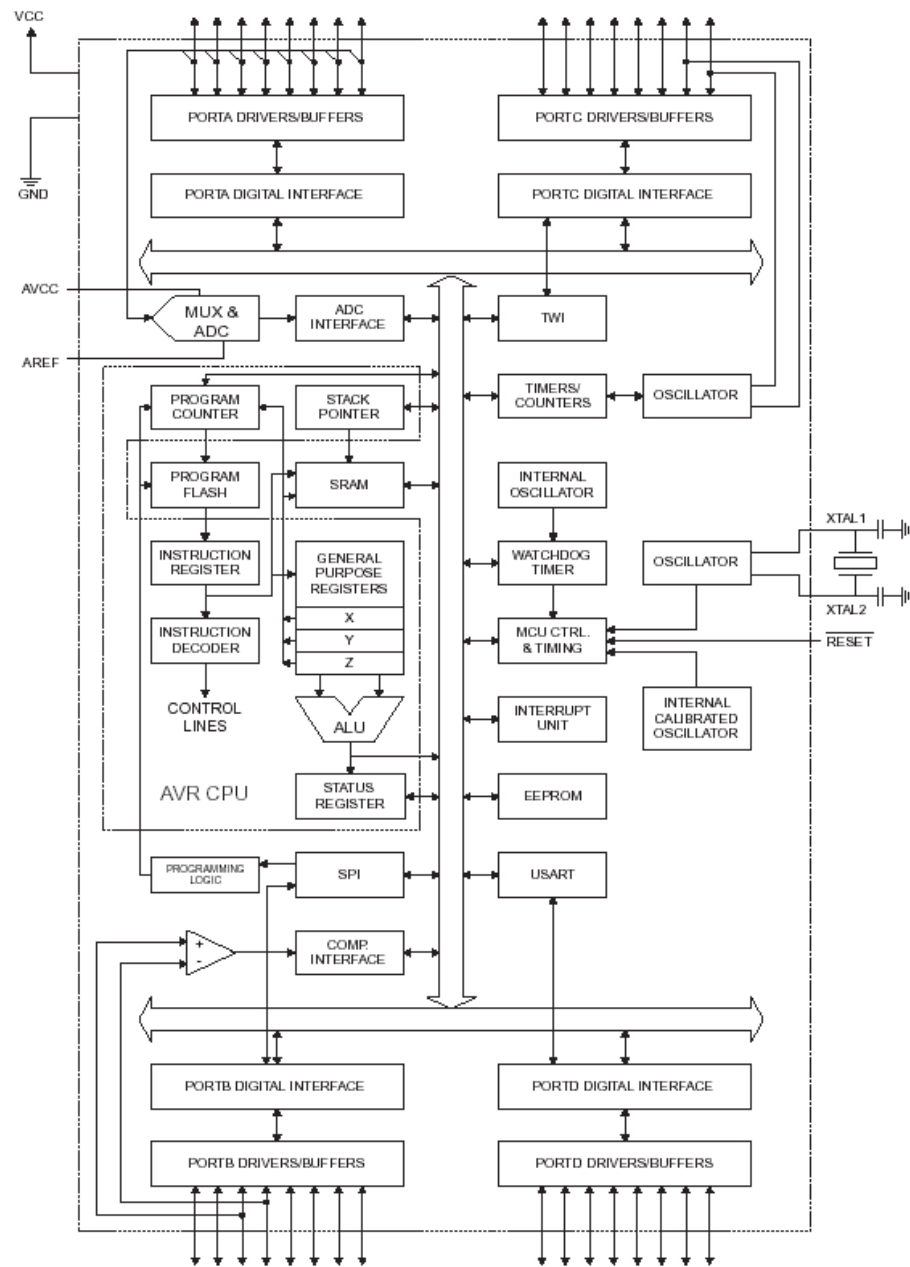 VCC
GND
PORTA DRIVERS/BUFFERS
PORTC DRIVERS/BUFFERS
PORTA DIGITAL INTERFACE
PORTC DIGITAL INTERFACE
AVCC
MUX &
ADC
ADC
INTERFACE
TWI
AREF
PROGRAM
COUNTER
STACK
POINTER
TIMERS/
COUNTERS
OSCILLATOR
PROGRAM
FLASH
SRAM
INTERNAL
OSCILLATOR
XTAL1
INSTRUCTION
REGISTER
GENERAL
PURPOSE
REGISTERS
WATCHDOG
TIMER
OSCILLATOR
XTAL2
X
Y
Z
INSTRUCTION
DECODER
MCU CTRL.
& TIMING
RESET
CONTROL
LINES
ALU
INTERRUPT
UNIT
INTERNAL
CALIBRATED
OSCILLATOR
AVR CPU
STATUS
REGISTER
EEPROM
PROGRAMMING
LOGIC
SPI
USART
+
-
COMP.
INTERFACE
PORTB DIGITAL INTERFACE
PORTD DIGITAL INTERFACE
PORTB DRIVERS/BUFFERS
PORTD DRIVERS/BUFFERS